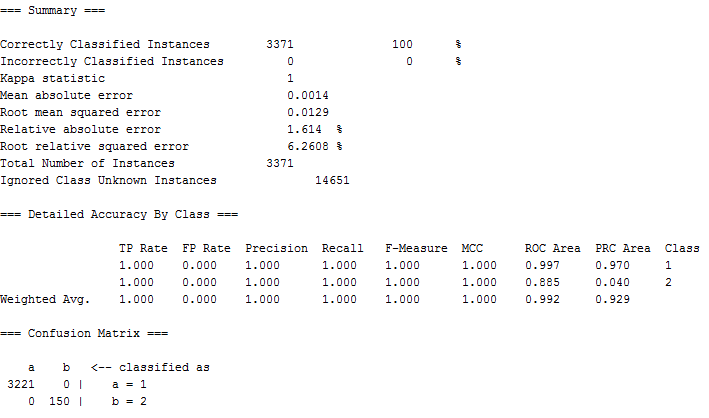 === Summary ===
Correctly Classified Instances 3371 100 %
Incorrectly Classified Instances 0 0 %
Kappa statistic 1
Mean absolute error 0.0014
Root mean squared error 0.0129
Relative absolute error 1.614 %
Root relative squared error 6.2608 %
Total Number of Instances 3371
Ignored Class Unknown Instances 14651
=== Detailed Accuracy By Class ===
TP Rate FP Rate Precision Recall F-Measure MCC ROC Area PRC Area Class
1.000 0.000 1.000 1.000 1.000 1.000 0.997 0.970 1
1.000 0.000 1.000 1.000 1.000 1.000 0.885 0.040 2
Weighted Avg. 1.000 0.000 1.000 1.000 1.000 1.000 0.992 0.929
=== Confusion Matrix ===
a b <-- classified as
3221 0 | a = 1
0 150 | b = 2